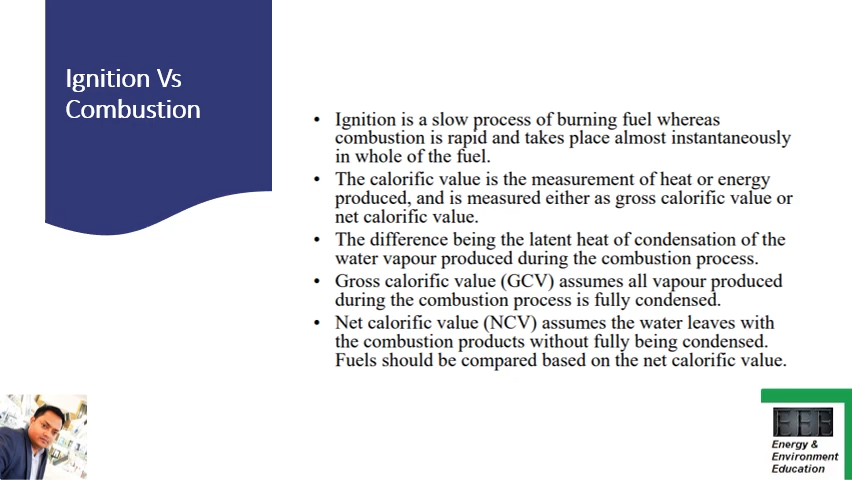 Ignition Vs
Combustion
• Ignition is a slow process of burning fuel whereas
combustion is rapid and takes place almost instantaneously
in whole of the fuel.
• The calorific value is the measurement of heat or energy
produced, and is measured either as gross calorific value or
net calorific value.
• The difference being the latent heat of condensation of the
water vapour produced during the combustion process.
• Gross calorific value (GCV) assumes all vapour produced
during the combustion process is fully condensed.
• Net calorific value (NCV) assumes the water leaves with
the combustion products without fully being condensed.
Fuels should be compared based on the net calorific value.
EEE
Energy &
Environment
Education